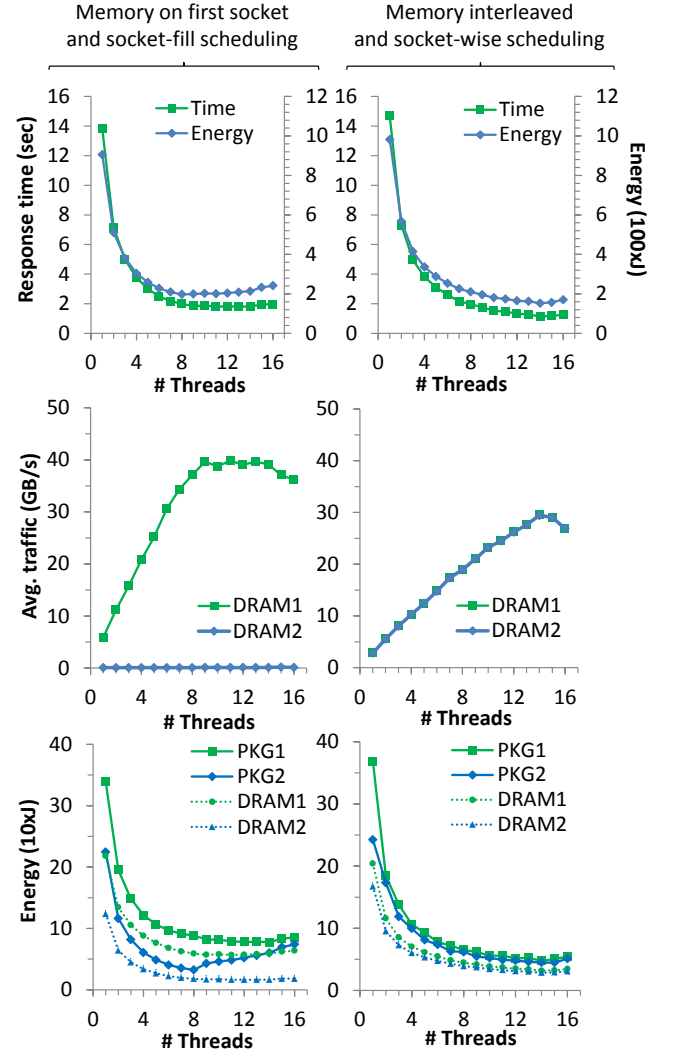 Memory on first socket
and socket-fill scheduling
Memory interleaved
and socket-wise scheduling
Response time (sec)
16
14
12
10
8
6
4
2
0
Time
Energy
12
10
8
6
4
2
0
0 4 8 12 16
# Threads
16
14
12
10
8
6
4
2
0
Time
Energy
12
10
8
6
4
2
0
Energy (100xJ)
0 4 8 12 16
# Threads
Avg. traffic (GB/s)
50
40
30
20
10
0
DRAM1
DRAM2
0 4 8 12 16
# Threads
50
40
30
20
10
0
DRAM1
DRAM2
0 4 8 12 16
# Threads
Energy (10xJ)
40
30
20
10
0
PKG1
PKG2
DRAM1
DRAM2
0 4 8 12 16
# Threads
40
30
20
10
0
PKG1
PKG2
DRAM1
DRAM2
0 4 8 12 16
# Threads